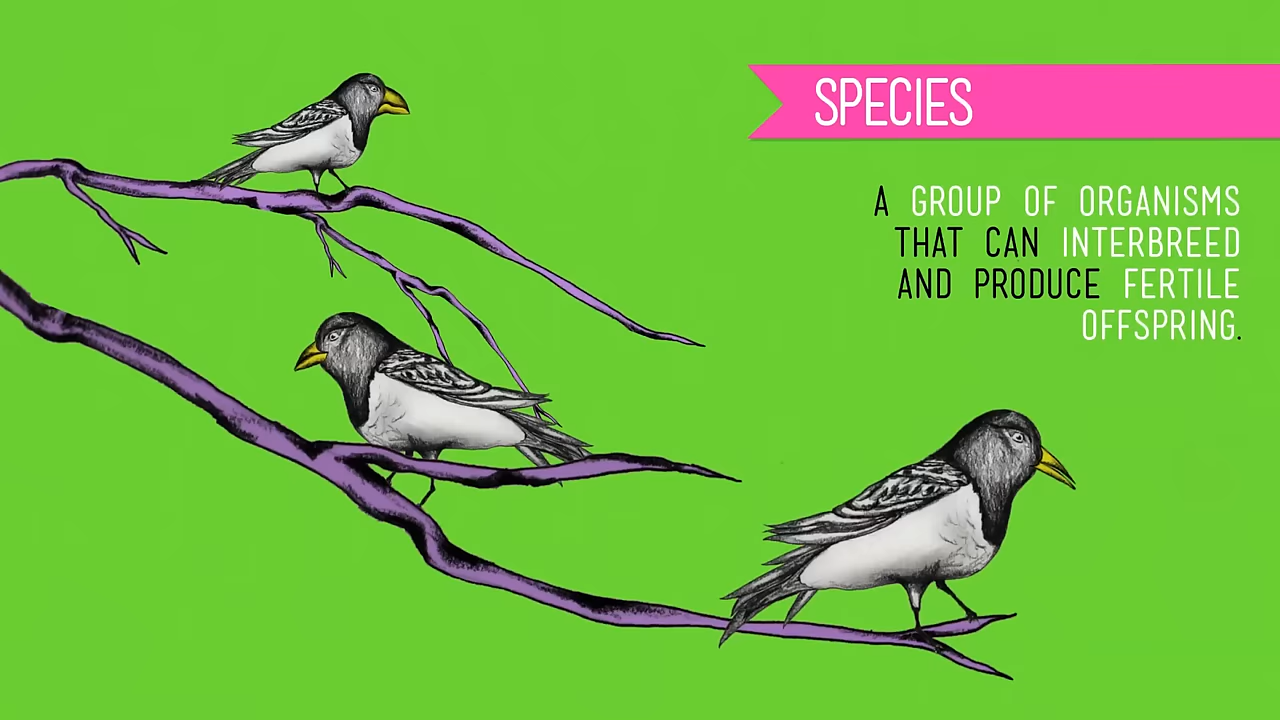 SPECIES
A GROUP OF ORGANISMS
THAT CAN INTERBREED
AND PRODUCE FERTILE
OFFSPRING.